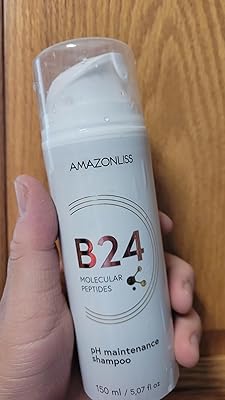 AMAZONLISS
B24
MOLECULAR
PEPTIDES
pH maintenance
shampoo
150 ml / 5,07 fl oz